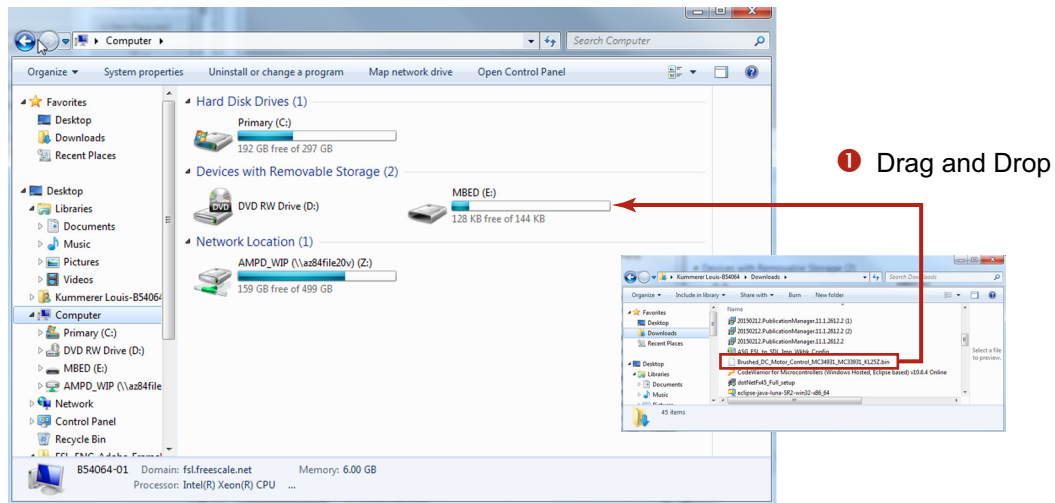 Computer
Search Computer
Organize
System properties
Uninstall or change a program
Map network drive
Open Control Panel
Favorites
Desktop
Downloads
Recent Places
Desktop
Libraries
Documents
Music
Pictures
Videos
Kummerer Louis-B54064
Computer
Primary (C:)
DVD RW Drive (D:)
MBED (E:)
AMPD_WIP (\\az84file
Network
Control Panel
Recycle Bin
Hard Disk Drives (1)
Primary (C:)
192 GB free of 297 GB
Devices with Removable Storage (2)
DVD
DVD RW Drive (D:)
MBED (E:)
128 KB free of 144 KB
Network Location (1)
AMPD_WIP (\\az84file20v) (Z:)
159 GB free of 499 GB
B54064-01 Domain: fsl.freescale.net Memory: 6.00 GB
Processor: Intel(R) Xeon(R) CPU ...
1 Drag and Drop
Kummerer Louis-B54064
Downloads
Search Downloads
Organize
Include in library
Share with
Burn
New folder
Favorites
Desktop
Downloads
Recent Places
Desktop
Libraries
Documents
Music
Name
20150212.PublicationManager.11.1.2612.2 (1)
20150212.PublicationManager.11.1.2612.2 (2)
20150212.PublicationManager.11.1.2612.2
ASG_FSL_to_SDI_Imp_Wkbk_Config
Brushed_DC_Motor_Control_MC34931_MC33931_KL25Z.bin
CodeWarrior for Microcontrollers (Windows Hosted, Eclipse based) v10.6.4 Online
dotNetFx45_Full_setup
eclipse-java-luna-SR2-win32-x86_64
Select a file
to preview.
45 items